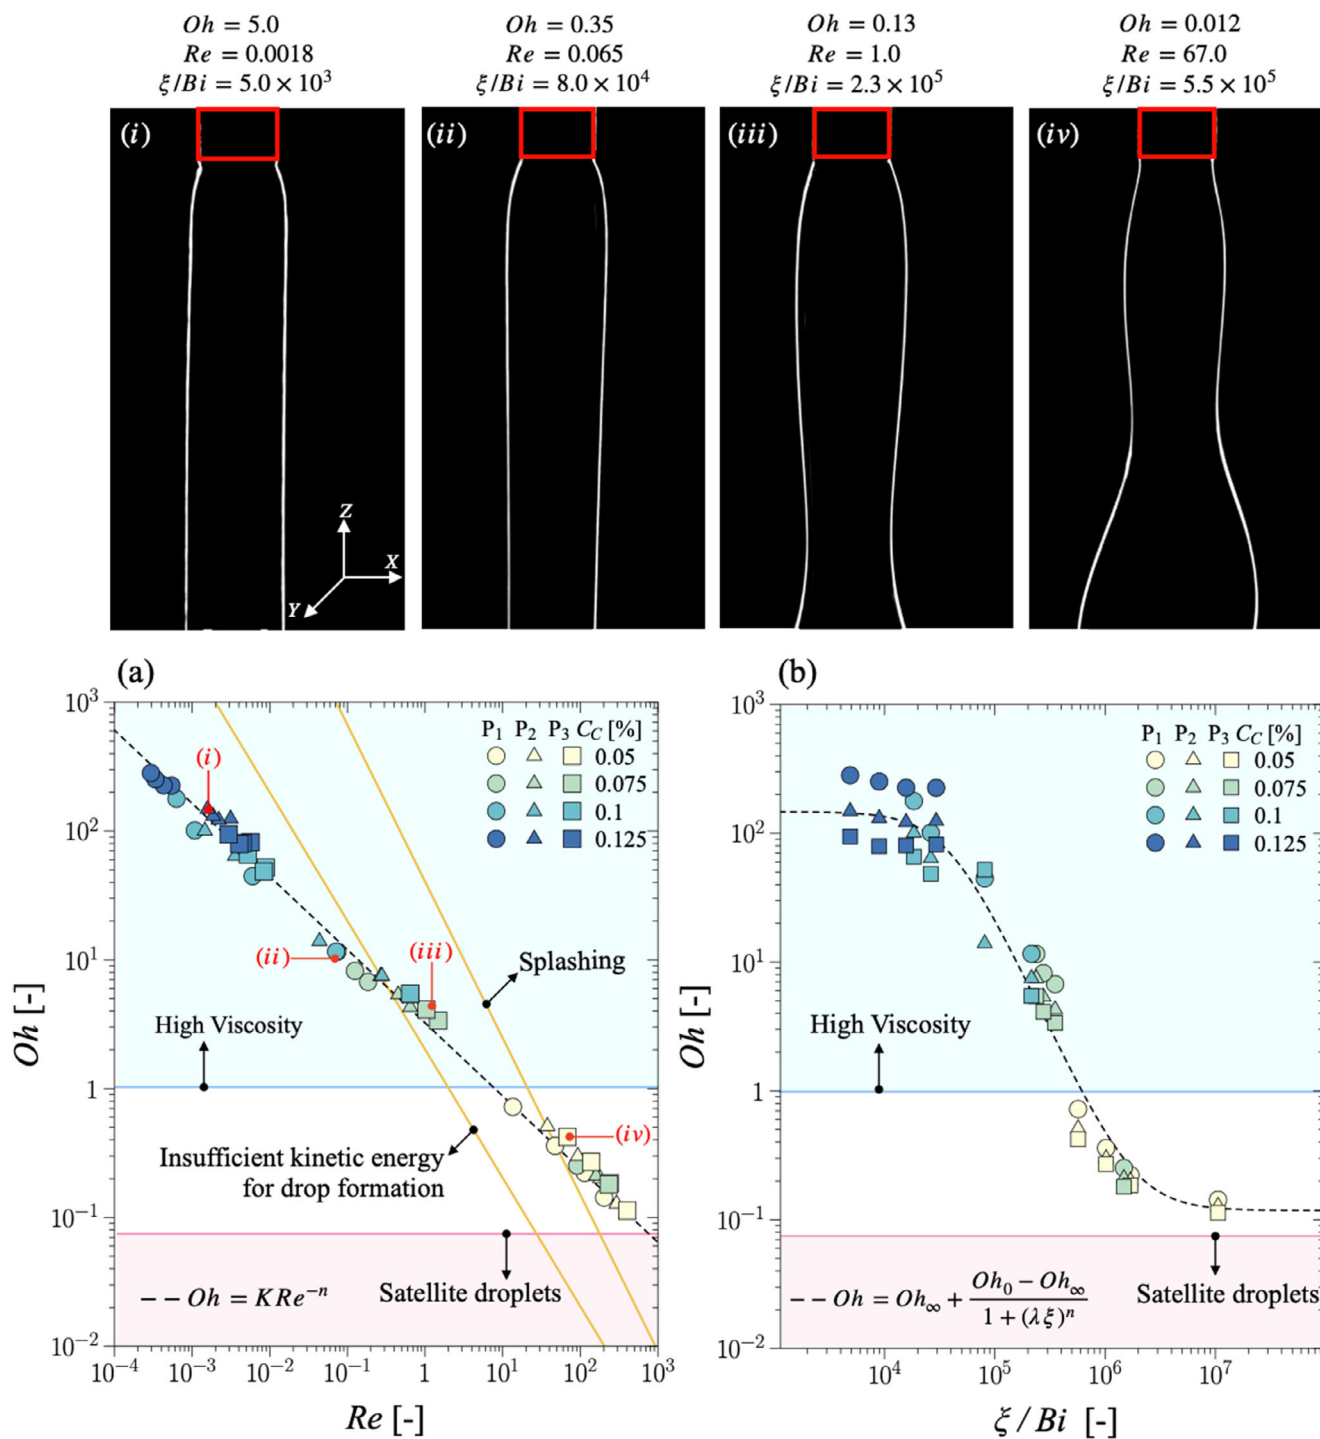 Oh = 5.0
Re = 0.0018
ξ/Bi = 5.0 × 10³
Oh = 0.35
Re = 0.065
ξ/Bi = 8.0 × 10⁴
Oh = 0.13
Re = 1.0
ξ/Bi = 2.3 × 10⁵
Oh = 0.012
Re = 67.0
ξ/Bi = 5.5 × 10⁵
(i)
(ii)
(iii)
(iv)
Z
X
Y
(a)
10³
10²
10¹
1
10⁻¹
10⁻²
Oh [-]
P₁ P₂ P₃ C_C [%]
0.05
0.075
0.1
0.125
(i)
(ii)
(iii)
Splashing
High Viscosity
(iv)
Insufficient kinetic energy
for drop formation
Satellite droplets
-- Oh = KRe⁻ⁿ
10⁻⁴ 10⁻³ 10⁻² 10⁻¹ 1 10¹ 10² 10³
Re [-]
(b)
10³
10²
10¹
1
10⁻¹
10⁻²
Oh [-]
P₁ P₂ P₃ C_C [%]
0.05
0.075
0.1
0.125
High Viscosity
Satellite droplets
--- Oh = Oh∞ + (Oh₀ − Oh∞) / (1 + (λξ)ⁿ)
10⁴ 10⁵ 10⁶ 10⁷
ξ / Bi [-]